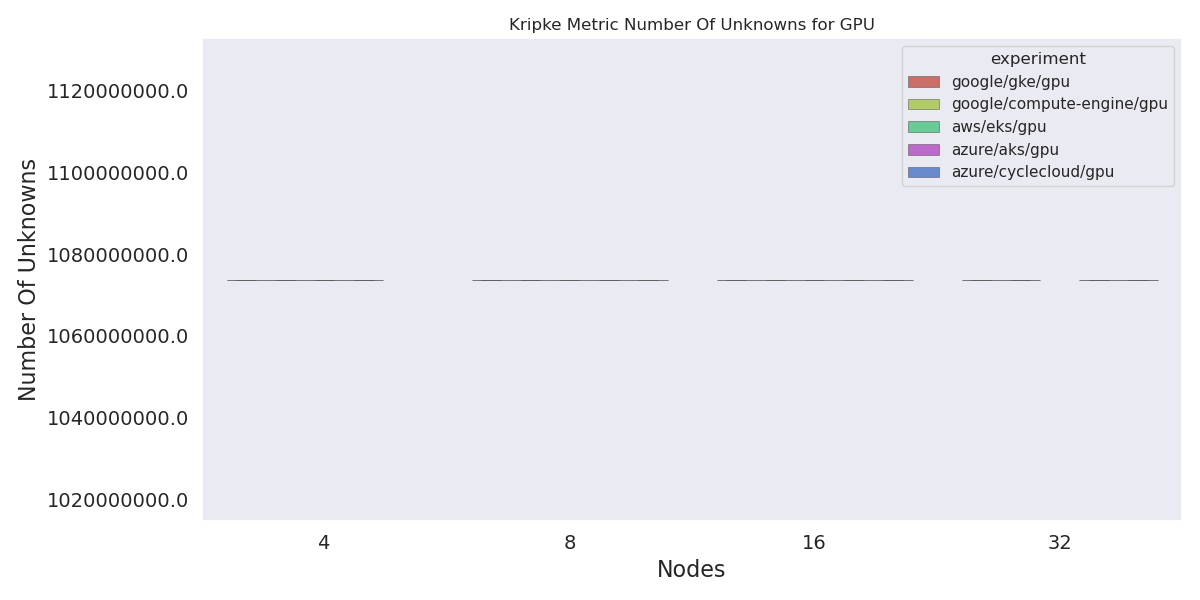 Kripke Metric Number Of Unknowns for GPU
experiment
google/gke/gpu
google/compute-engine/gpu
aws/eks/gpu
azure/aks/gpu
azure/cyclecloud/gpu
Number Of Unknowns
1120000000.0
1100000000.0
1080000000.0
1060000000.0
1040000000.0
1020000000.0
4 8 16 32
Nodes